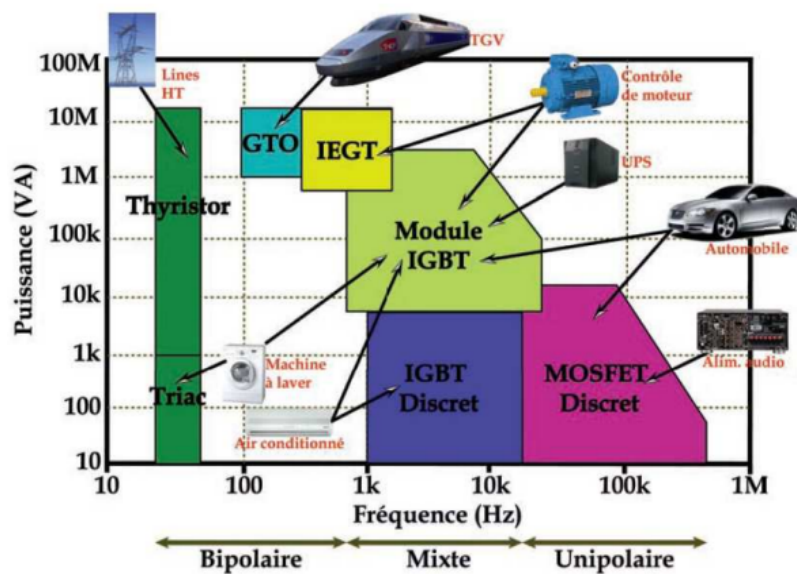 TGV
Lines
HT
Contrôle
de moteur
100M
10M
1M
100k
10k
1k
100
10
Puissance (VA)
GTO
IEGT
UPS
Thyristor
Module
IGBT
Automobile
Machine
à laver
IGBT
Discret
MOSFET
Discret
Alim. audio
Triac
Air conditionné
10
100
1k
10k
100k
1M
Fréquence (Hz)
Bipolaire
Mixte
Unipolaire